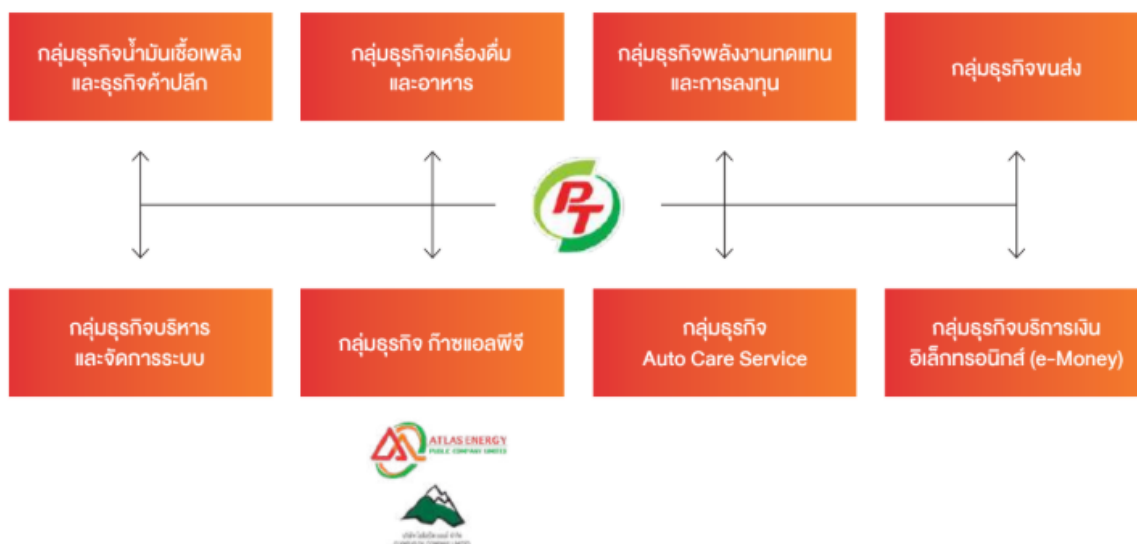 กลุ่มธุรกิจน้ำมันเชื้อเพลิง
และธุรกิจค้าปลีก
กลุ่มธุรกิจเครื่องดื่ม
และอาหาร
กลุ่มธุรกิจพลังงานทดแทน
และการลงทุน
กลุ่มธุรกิจขนส่ง
PT
กลุ่มธุรกิจบริหาร
และจัดการระบบ
กลุ่มธุรกิจ ก๊าซแอลพีจี
กลุ่มธุรกิจ
Auto Care Service
กลุ่มธุรกิจบริการเงิน
อิเล็กทรอนิกส์ (e-Money)
ATLAS ENERGY
PUBLIC COMPANY LIMITED